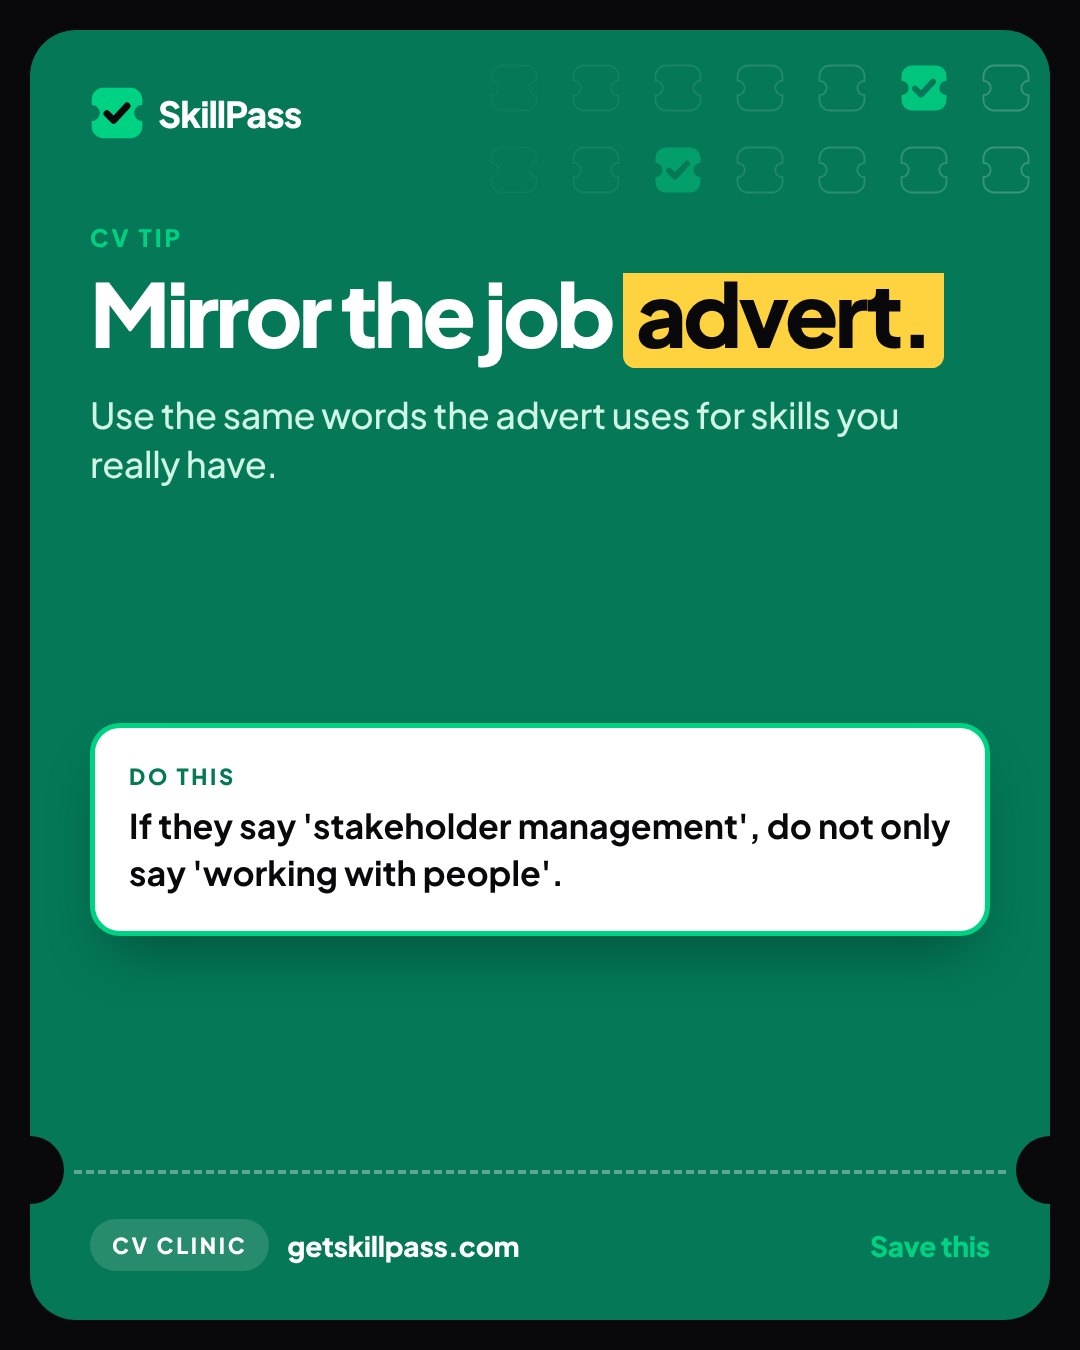 SkillPass
CV TIP
Mirror the job advert.
Use the same words the advert uses for skills you
really have.
DO THIS
If they say 'stakeholder management', do not only
say 'working with people'.
CV CLINIC getskillpass.com Save this